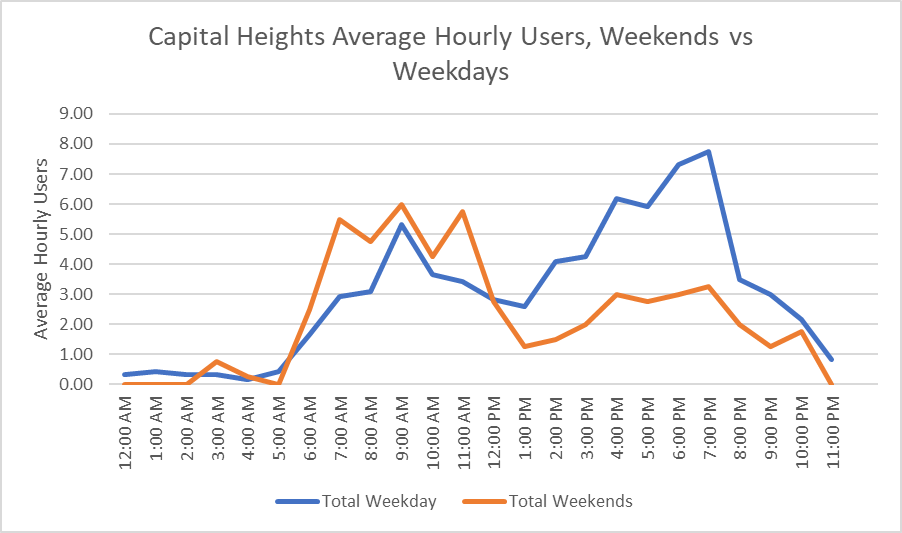 Capital Heights Average Hourly Users, Weekends vs
Weekdays
Average Hourly Users
9.00
8.00
7.00
6.00
5.00
4.00
3.00
2.00
1.00
0.00
12:00 AM
1:00 AM
2:00 AM
3:00 AM
4:00 AM
5:00 AM
6:00 AM
7:00 AM
8:00 AM
9:00 AM
10:00 AM
11:00 AM
12:00 PM
1:00 PM
2:00 PM
3:00 PM
4:00 PM
5:00 PM
6:00 PM
7:00 PM
8:00 PM
9:00 PM
10:00 PM
11:00 PM
Total Weekday
Total Weekends